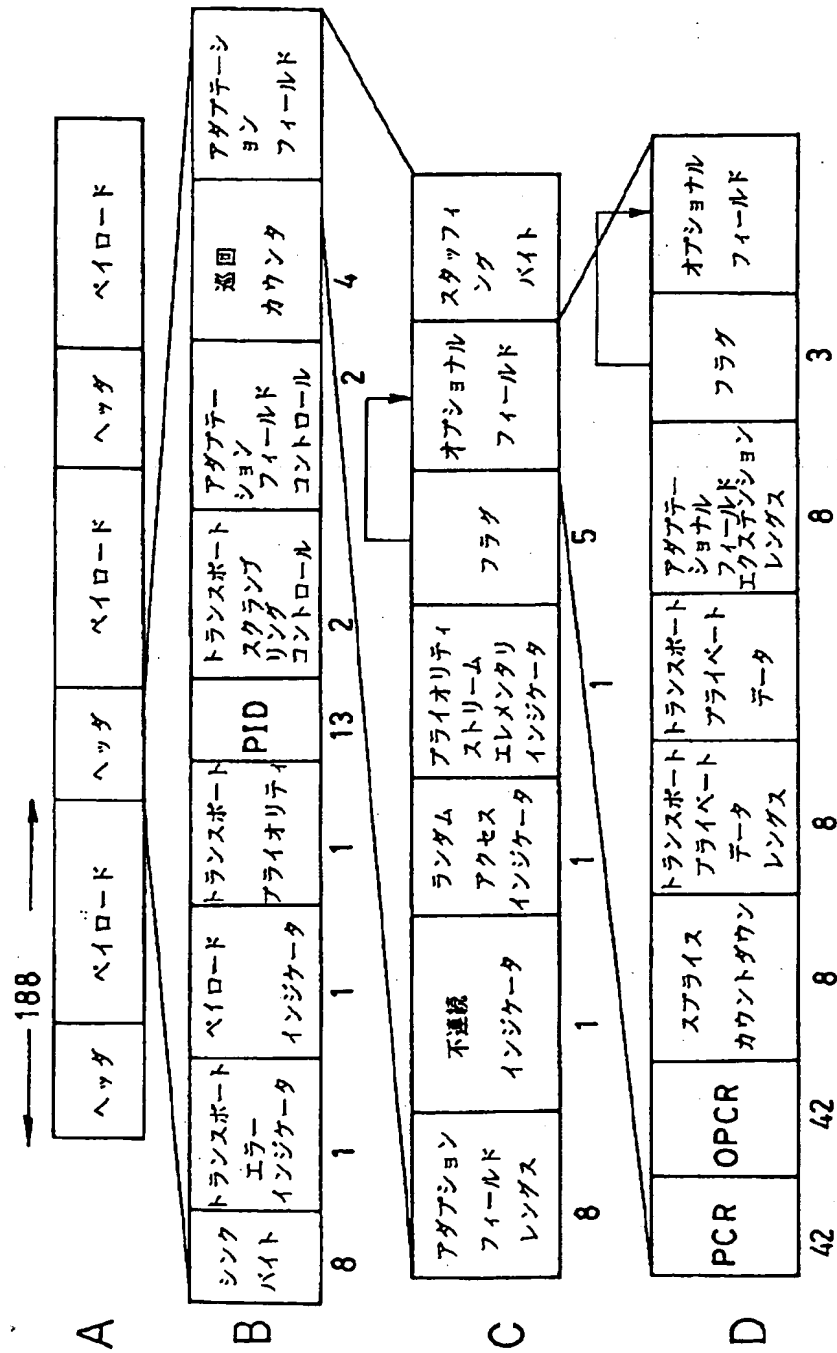 A
188
ヘッダ
ペイロード
ヘッダ
ペイロード
ヘッダ
ペイロード
B
シンク
バイト
トランスポート
エラー
インジケータ
ペイロード
インジケータ
トランスポート
プライオリティ
PID
トランスポート
スクランブ
リング
コントロール
アダプテー
ション
フィールド
コントロール
巡回
カウンタ
アダプテーシ
ョン
フィールド
8
1
1
1
13
2
2
4
C
アダプション
フィールド
レングス
不連続
インジケータ
ランダム
アクセス
インジケータ
プライオリティ
ストリーム
エレメンタリ
インジケータ
フラグ
オプショナル
フィールド
スタッフィ
ング
バイト
8
1
1
1
5
D
PCR
OPCR
スプライス
カウントダウン
トランスポート
プライベート
データ
レングス
トランスポート
プライベート
データ
アダプテー
ショナル
フィールド
エクステンション
レングス
フラグ
オプショナル
フィールド
42
42
8
8
8
3